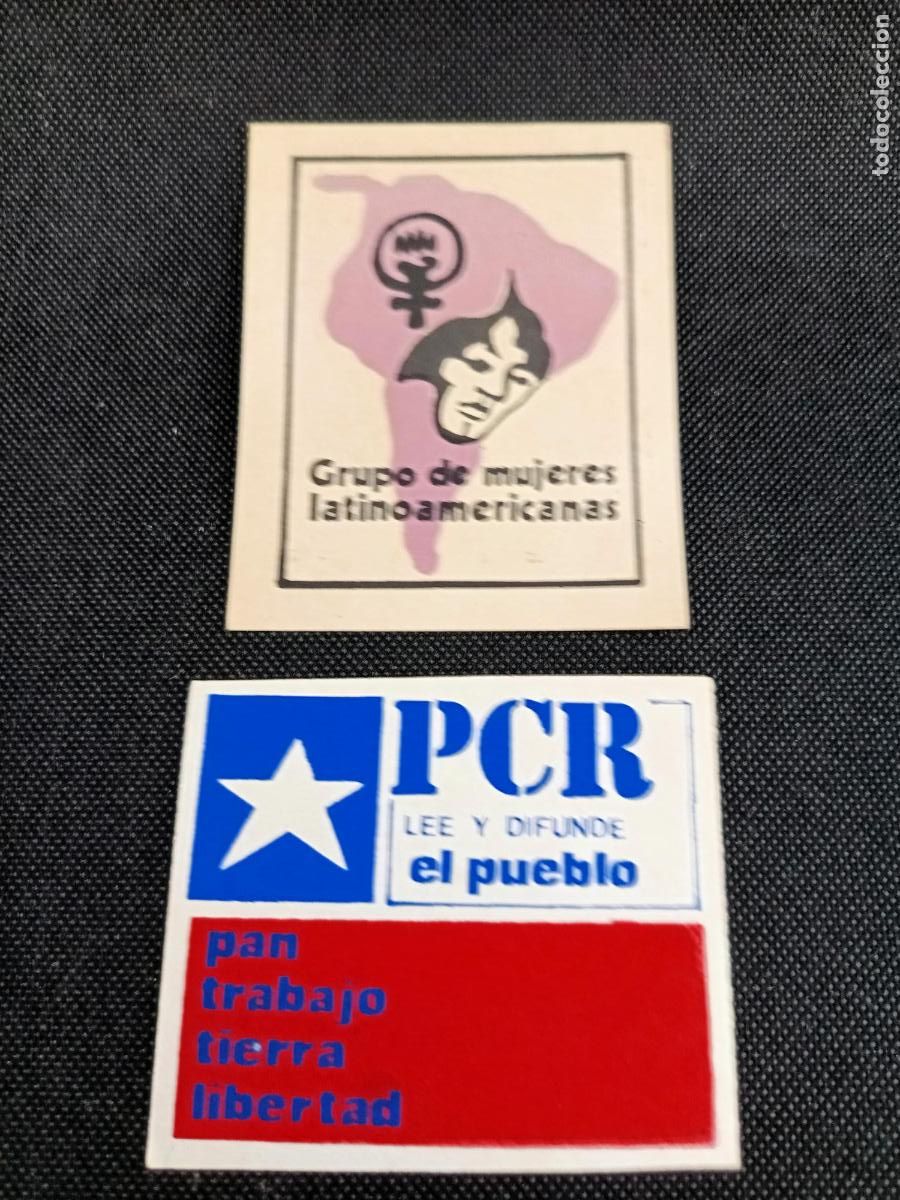 todocoleccion
Grupo de mujeres
latinoamericanas
PCR
LEE Y DIFUNDE
el pueblo
pan
trabajo
tierra
libertad